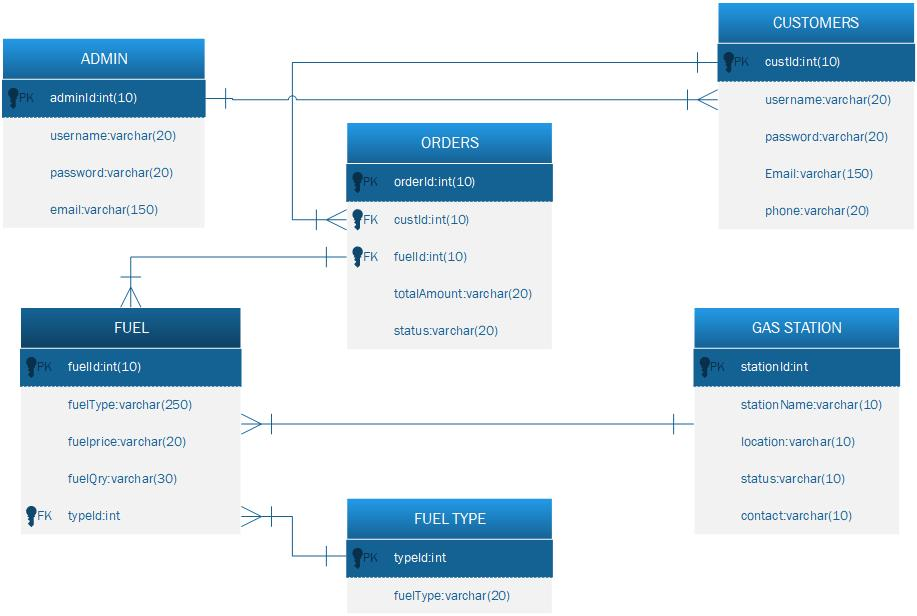 ADMIN
PK adminId:int(10)
username:varchar(20)
password:varchar(20)
email:varchar(150)
CUSTOMERS
PK custId:int(10)
username:varchar(20)
password:varchar(20)
Email:varchar(150)
phone:varchar(20)
ORDERS
PK orderId:int(10)
FK custId:int(10)
FK fuelId:int(10)
totalAmount:varchar(20)
status:varchar(20)
FUEL
PK fuelId:int(10)
fuelType:varchar(250)
fuelprice:varchar(20)
fuelQry:varchar(30)
FK typeId:int
GAS STATION
PK stationId:int
stationName:varchar(10)
location:varchar(10)
status:varchar(10)
contact:varchar(10)
FUEL TYPE
PK typeId:int
fuelType:varchar(20)